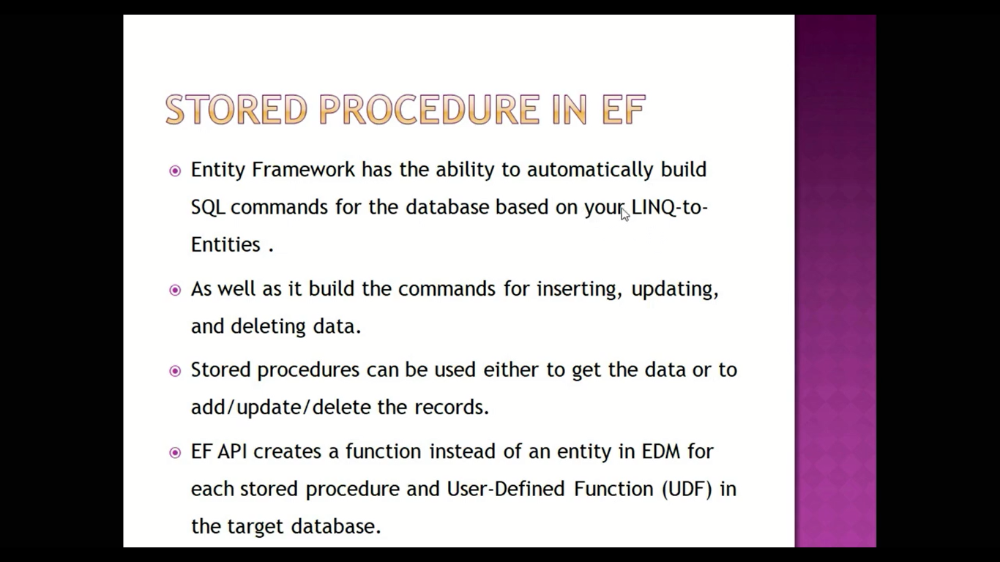 STORED PROCEDURE IN EF
Entity Framework has the ability to automatically build
SQL commands for the database based on your LINQ-to-
Entities .
As well as it build the commands for inserting, updating,
and deleting data.
Stored procedures can be used either to get the data or to
add/update/delete the records.
EF API creates a function instead of an entity in EDM for
each stored procedure and User-Defined Function (UDF) in
the target database.